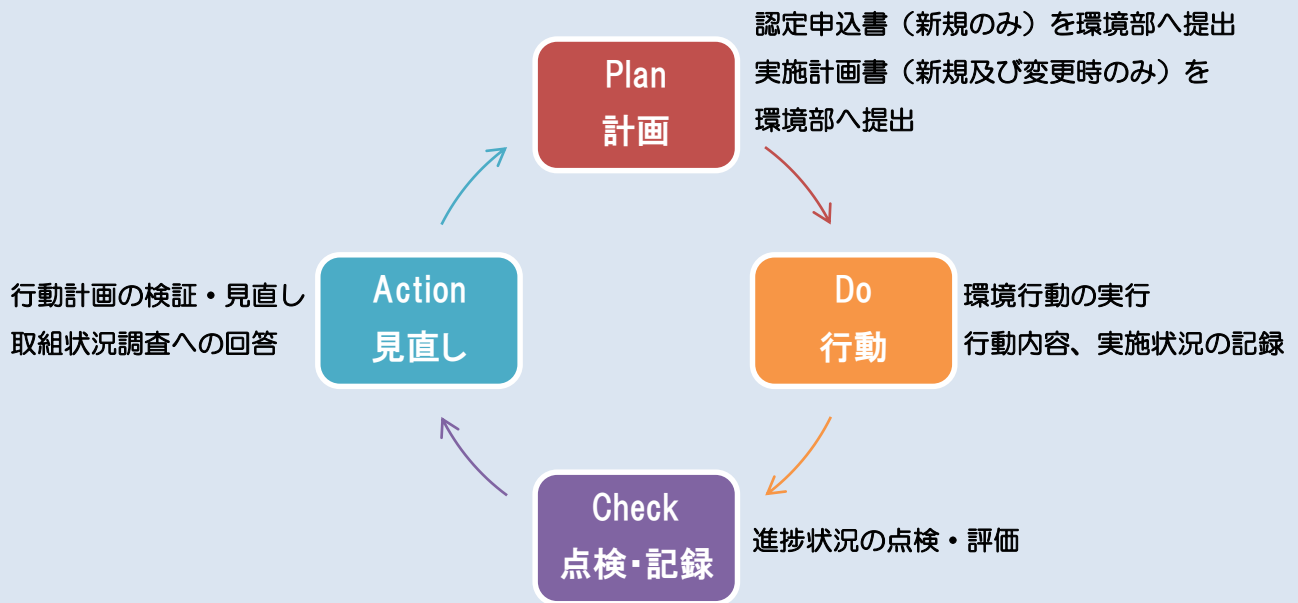 Plan
計画
認定申込書（新規のみ）を環境部へ提出
実施計画書（新規及び変更時のみ）を
環境部へ提出
Do
行動
環境行動の実行
行動内容、実施状況の記録
Check
点検・記録
進捗状況の点検・評価
Action
見直し
行動計画の検証・見直し
取組状況調査への回答